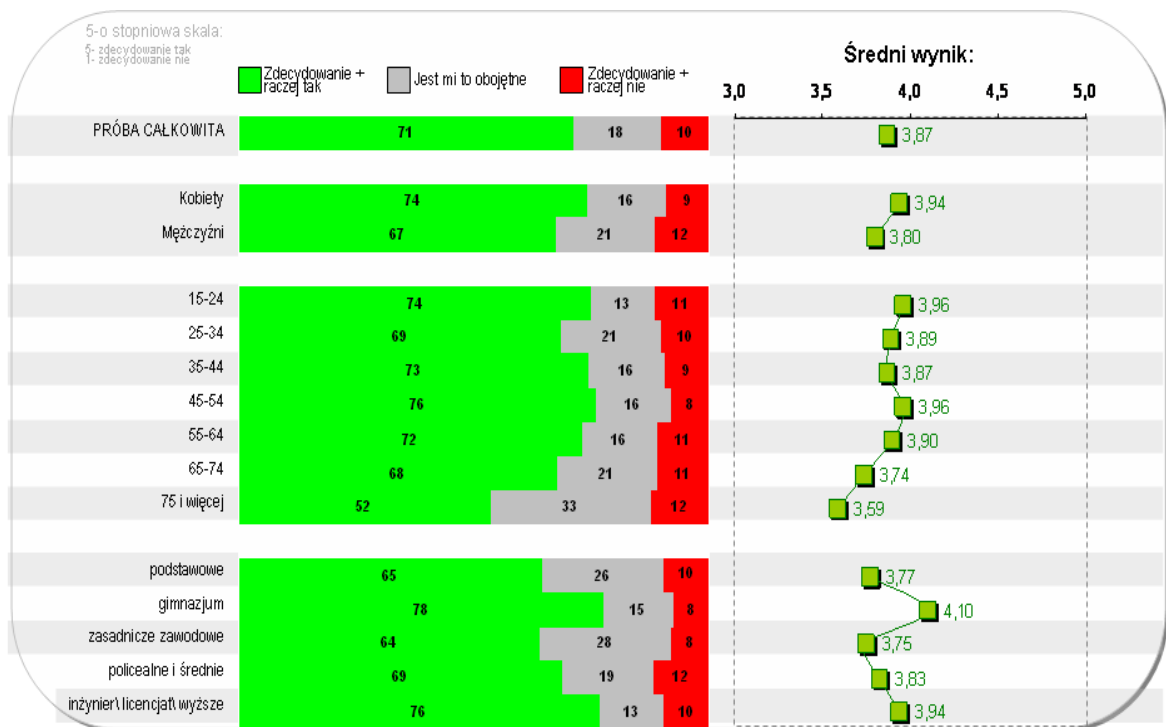 5-o stopniowa skala:
5- zdecydowanie tak
1- zdecydowanie nie
Zdecydowanie +
raczej tak
Jest mi to obojętne
Zdecydowanie +
raczej nie
Średni wynik:
3,0 3,5 4,0 4,5 5,0
PRÓBA CAŁKOWITA 71 18 10 3,87
Kobiety 74 16 9 3,94
Mężczyźni 67 21 12 3,80
15-24 74 13 11 3,96
25-34 69 21 10 3,89
35-44 73 16 9 3,87
45-54 76 16 8 3,96
55-64 72 16 11 3,90
65-74 68 21 11 3,74
75 i więcej 52 33 12 3,59
podstawowe 65 26 10 3,77
gimnazjum 78 15 8 4,10
zasadnicze zawodowe 64 28 8 3,75
policealne i średnie 69 19 12 3,83
inżynier\ licencjat\ wyższe 76 13 10 3,94